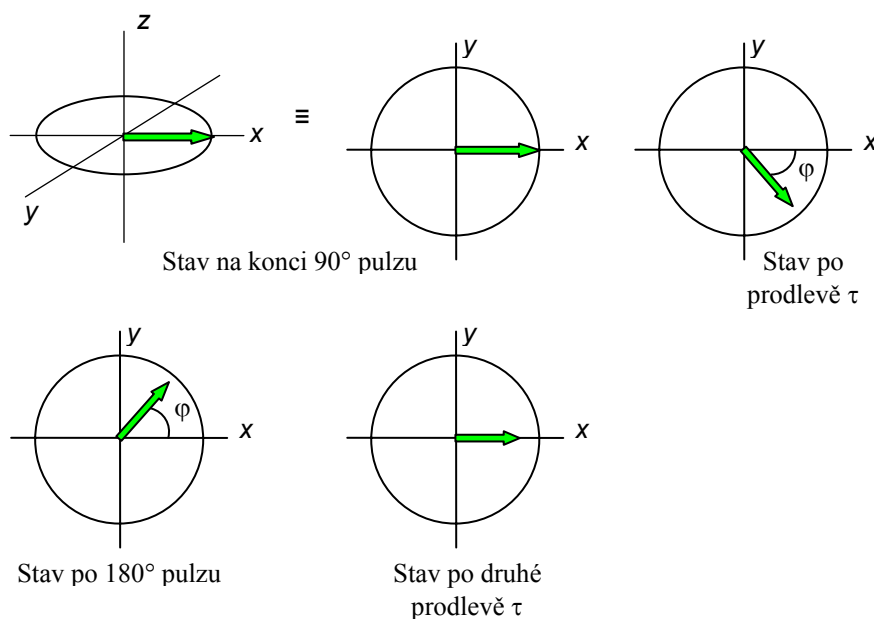 z
x
y
≡
y
x
y
x
φ
Stav na konci 90° pulzu
Stav po
prodlevě τ
y
x
φ
y
x
Stav po 180° pulzu
Stav po druhé
prodlevě τ